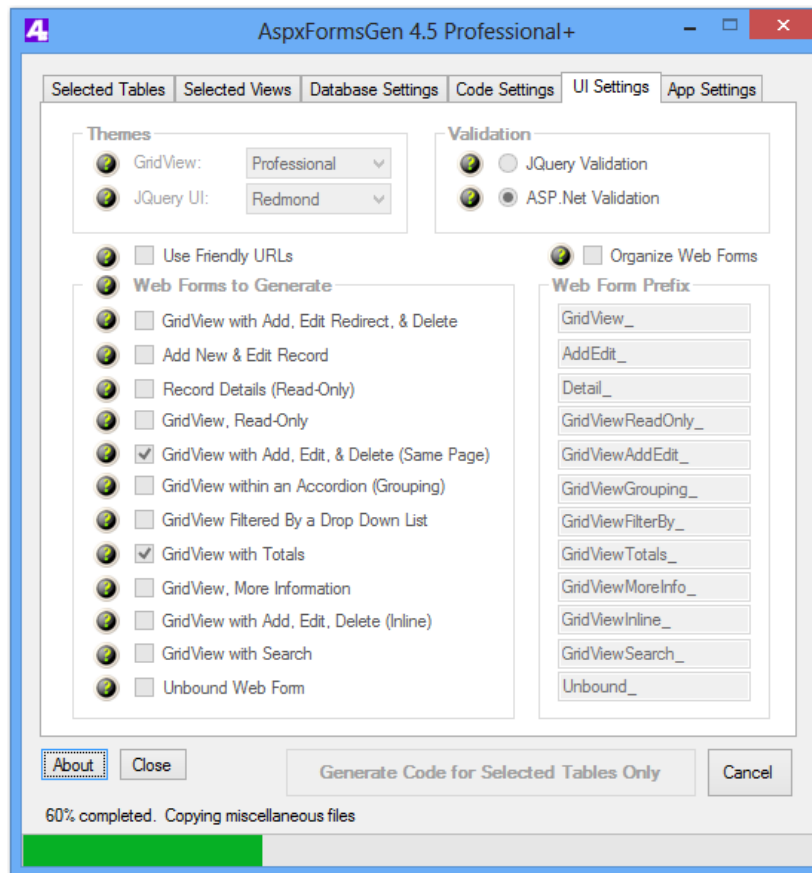 4 AspxFormsGen 4.5 Professional+
Selected Tables Selected Views Database Settings Code Settings UI Settings App Settings
Themes Validation
? GridView: Professional ? JQuery Validation
? JQuery UI: Redmond ? ASP.Net Validation
? Use Friendly URLs ? Organize Web Forms
? Web Forms to Generate Web Form Prefix
? GridView with Add, Edit Redirect, & Delete GridView_
? Add New & Edit Record AddEdit_
? Record Details (Read-Only) Detail_
? GridView, Read-Only GridViewReadOnly_
? GridView with Add, Edit, & Delete (Same Page) GridViewAddEdit_
? GridView within an Accordion (Grouping) GridViewGrouping_
? GridView Filtered By a Drop Down List GridViewFilterBy_
? GridView with Totals GridViewTotals_
? GridView, More Information GridViewMoreInfo_
? GridView with Add, Edit, Delete (Inline) GridViewInline_
? GridView with Search GridViewSearch_
? Unbound Web Form Unbound_
About Close Generate Code for Selected Tables Only Cancel
60% completed. Copying miscellaneous files